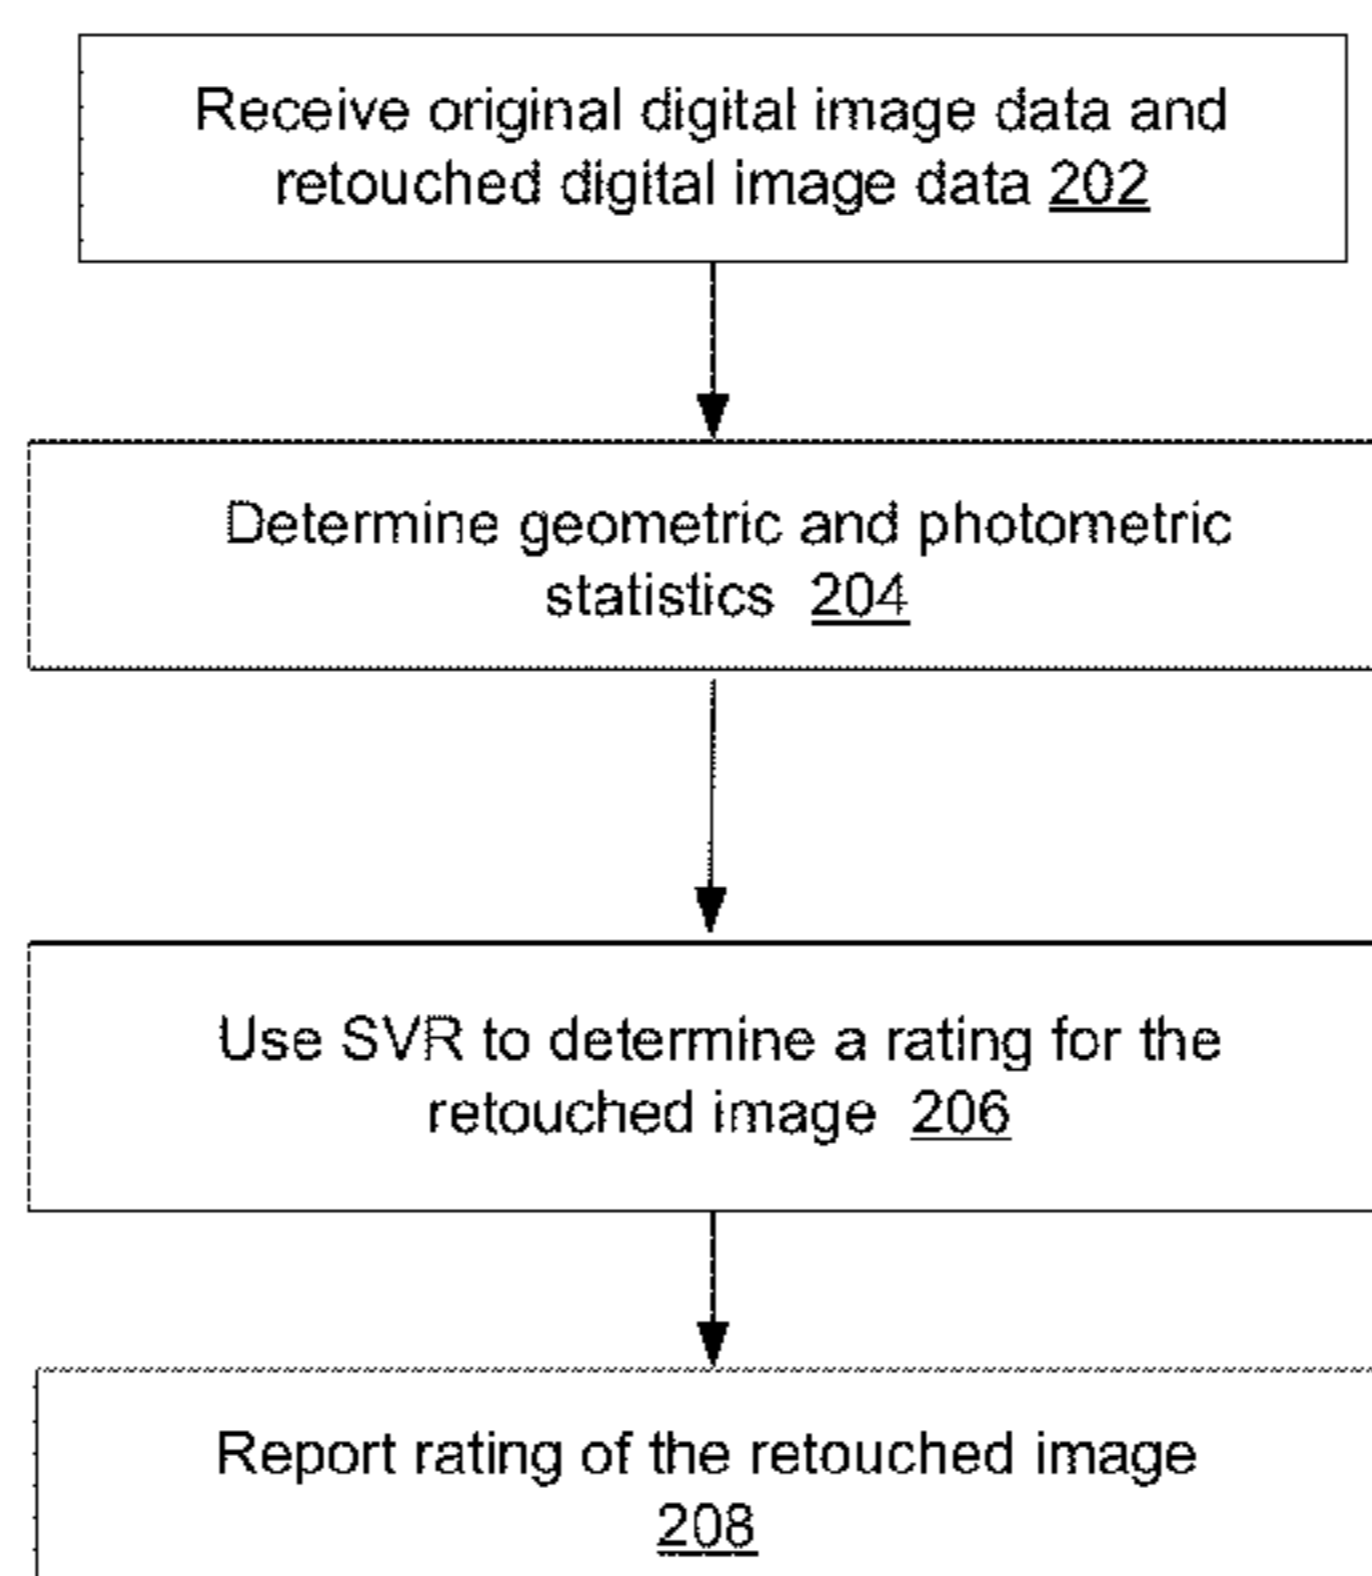 Receive original digital image data and
retouched digital image data 202
Determine geometric and photometric
statistics 204
Use SVR to determine a rating for the
retouched image 206
Report rating of the retouched image
208